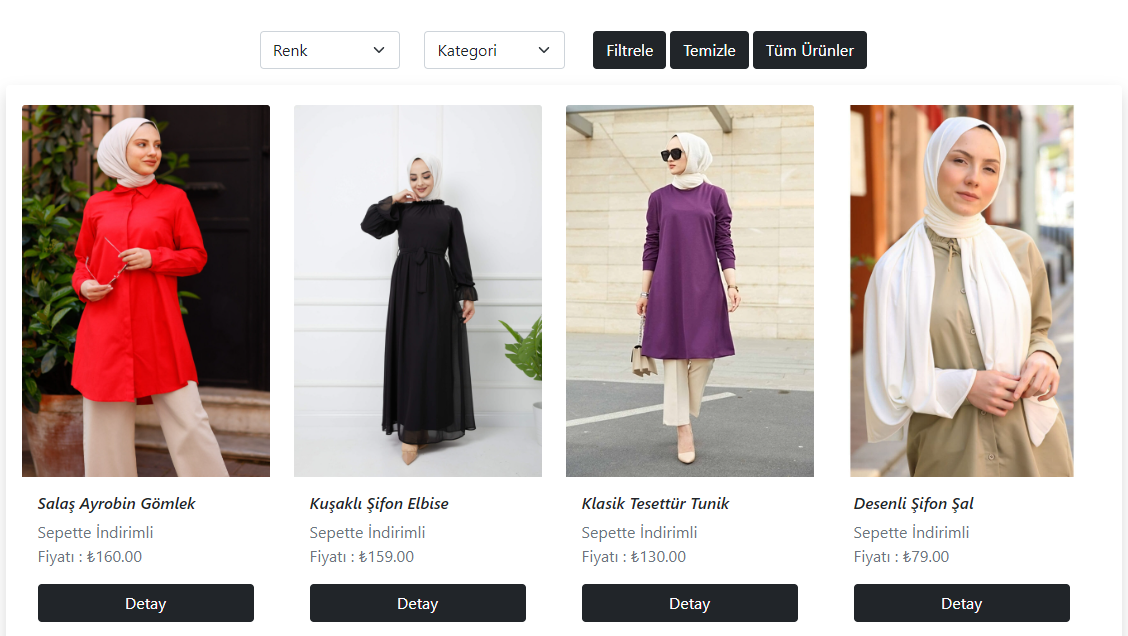 Renk
Kategori
Filtrele
Temizle
Tüm Ürünler
Salaş Ayrobin Gömlek
Sepette İndirimli
Fiyatı : ₺160.00
Detay
Kuşaklı Şifon Elbise
Sepette İndirimli
Fiyatı : ₺159.00
Detay
Klasik Tesettür Tunik
Sepette İndirimli
Fiyatı : ₺130.00
Detay
Desenli Şifon Şal
Sepette İndirimli
Fiyatı : ₺79.00
Detay